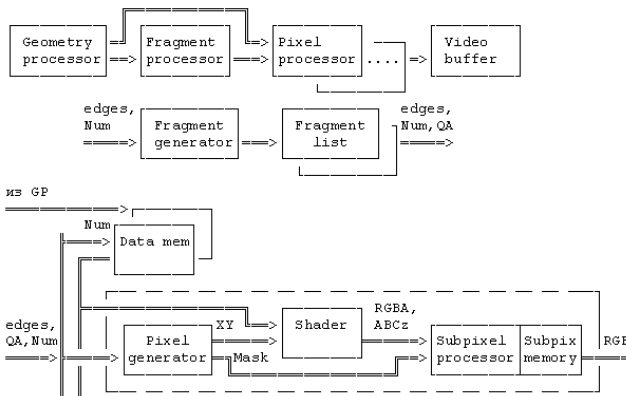 Geometry processor
Fragment processor
Pixel processor
....
Video buffer
edges, Num
Fragment generator
Fragment list
edges, Num,QA
из GP
Num
Data mem
edges, QA,Num
Pixel generator
XY
Mask
Shader
RGBA, ABCz
Subpixel processor
Subpix memory
RGB